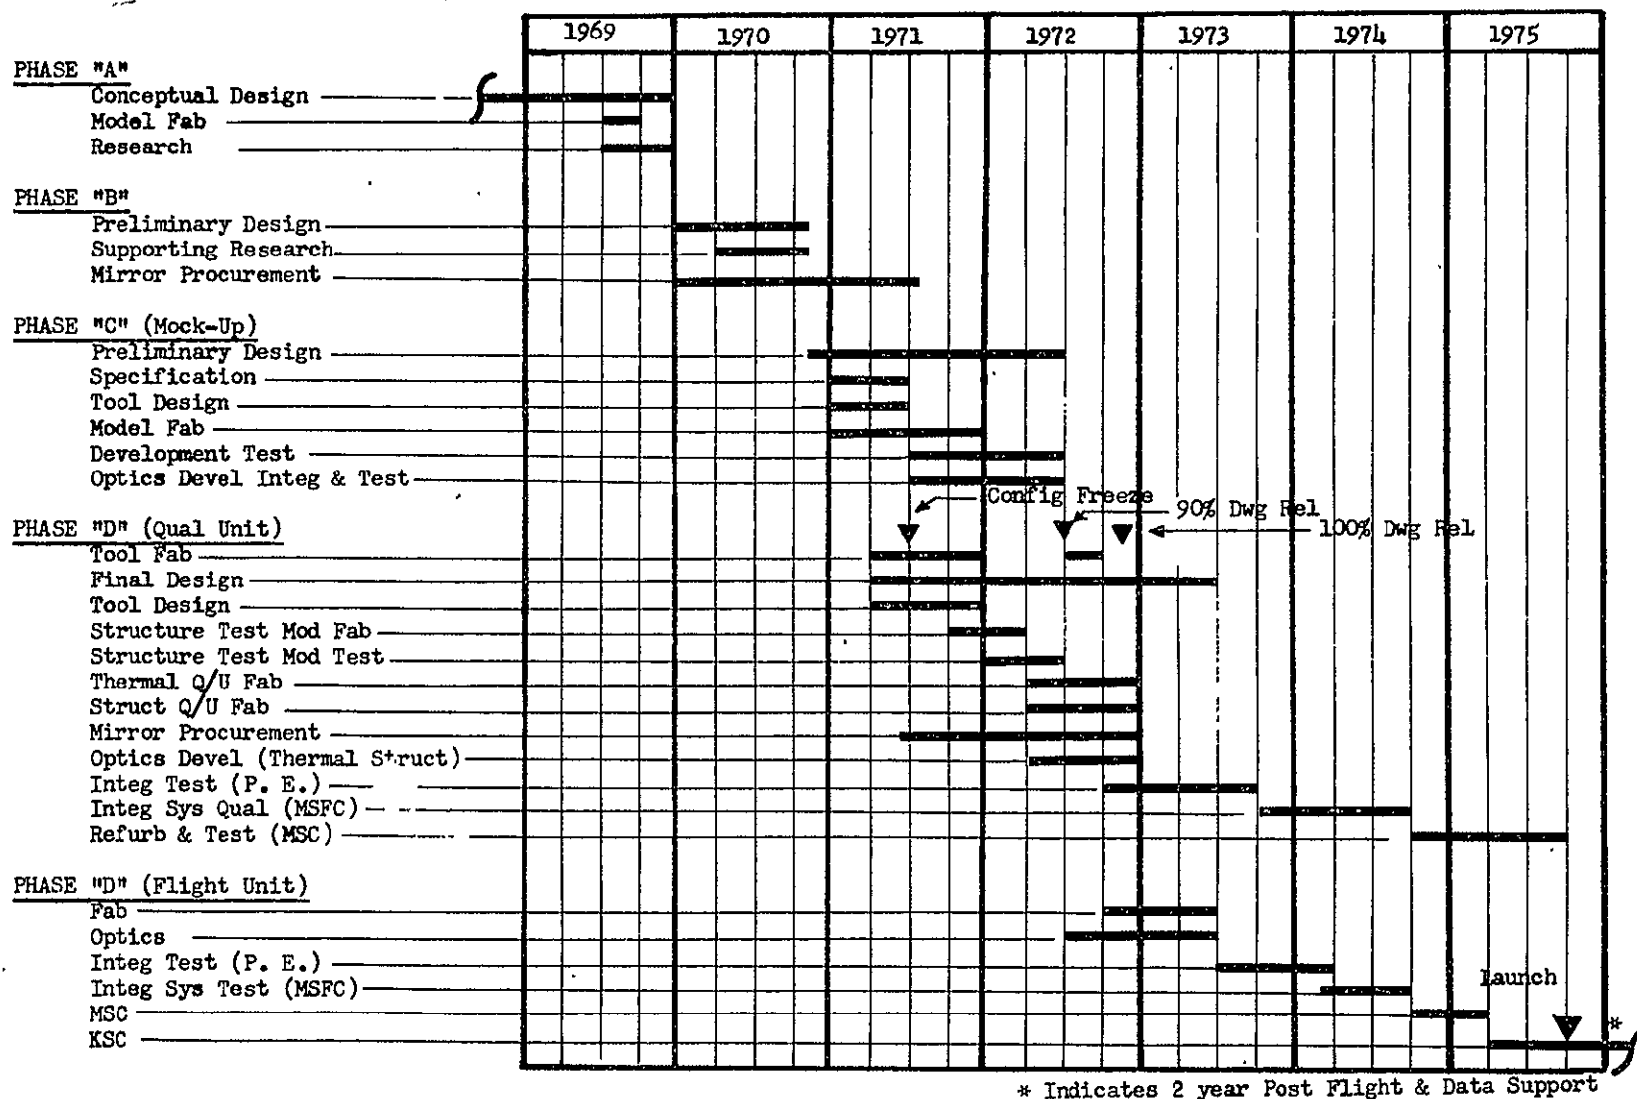 1969 1970 1971 1972 1973 1974 1975
PHASE "A"
Conceptual Design
Model Fab
Research
PHASE "B"
Preliminary Design
Supporting Research
Mirror Procurement
PHASE "C" (Mock-Up)
Preliminary Design
Specification
Tool Design
Model Fab
Development Test
Optics Devel Integ & Test
Config Freeze
90% Dwg Rel
100% Dwg Rel
PHASE "D" (Qual Unit)
Tool Fab
Final Design
Tool Design
Structure Test Mod Fab
Structure Test Mod Test
Thermal Q/U Fab
Struct Q/U Fab
Mirror Procurement
Optics Devel (Thermal Struct)
Integ Test (P. E.)
Integ Sys Qual (MSFC)
Refurb & Test (MSC)
PHASE "D" (Flight Unit)
Fab
Optics
Integ Test (P. E.)
Integ Sys Test (MSFC)
Launch
MSC
KSC
*
* Indicates 2 year Post Flight & Data Support